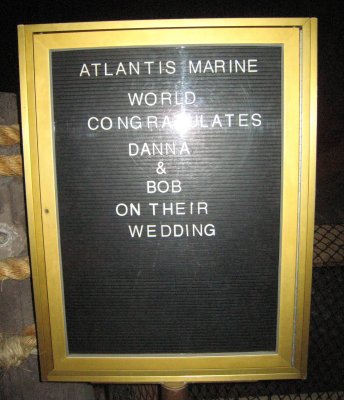 ATLANTIS MARINE
WORLD
CONGRATULATES
DANNA
&
BOB
ON THEIR
WEDDING